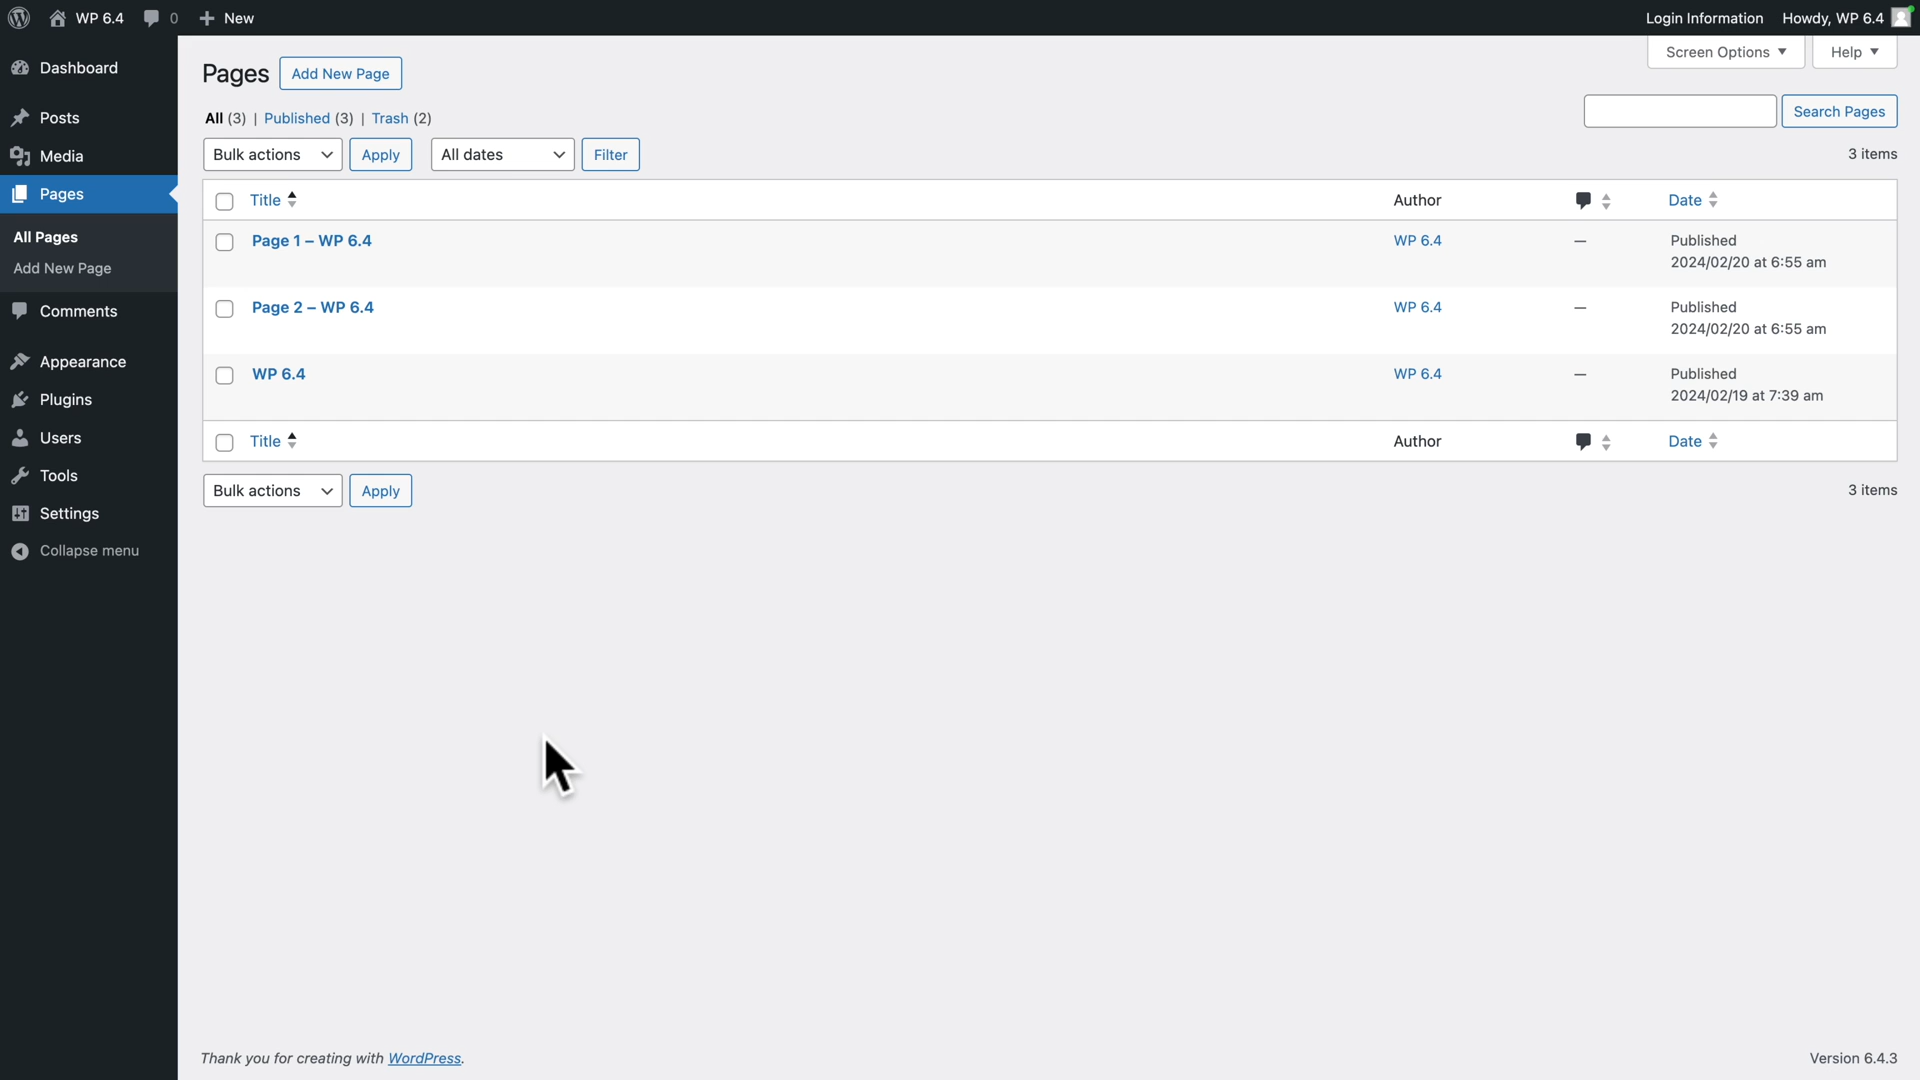 WP 6.4 0 New Login Information Howdy, WP 6.4
Dashboard
Posts
Media
Pages
All Pages
Add New Page
Comments
Appearance
Plugins
Users
Tools
Settings
Collapse menu
Screen Options Help
Pages Add New Page
All (3) | Published (3) | Trash (2)
Search Pages
Bulk actions Apply All dates Filter 3 items
Title Author Date
Page 1 – WP 6.4 WP 6.4 — Published
2024/02/20 at 6:55 am
Page 2 – WP 6.4 WP 6.4 — Published
2024/02/20 at 6:55 am
WP 6.4 WP 6.4 — Published
2024/02/19 at 7:39 am
Title Author Date
Bulk actions Apply 3 items
Thank you for creating with WordPress. Version 6.4.3